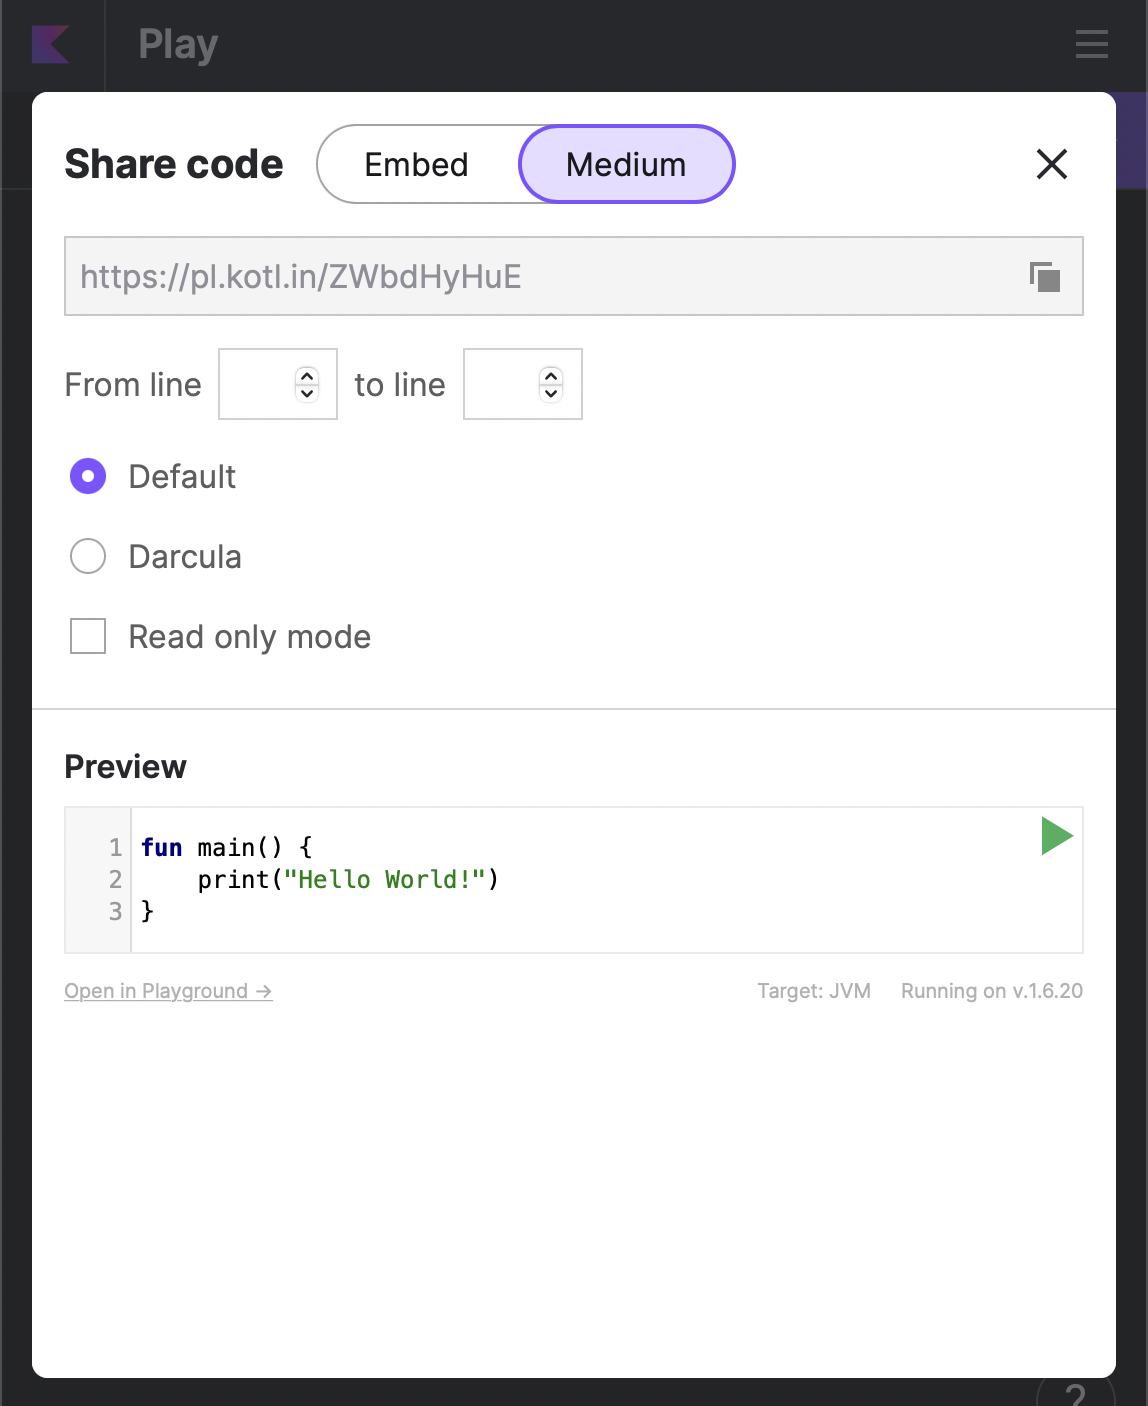 Play
Share code Embed Medium
https://pl.kotl.in/ZWbdHyHuE
From line to line
Default
Darcula
Read only mode
Preview
1 fun main() {
2     print("Hello World!")
3 }
Open in Playground → Target: JVM Running on v.1.6.20
?